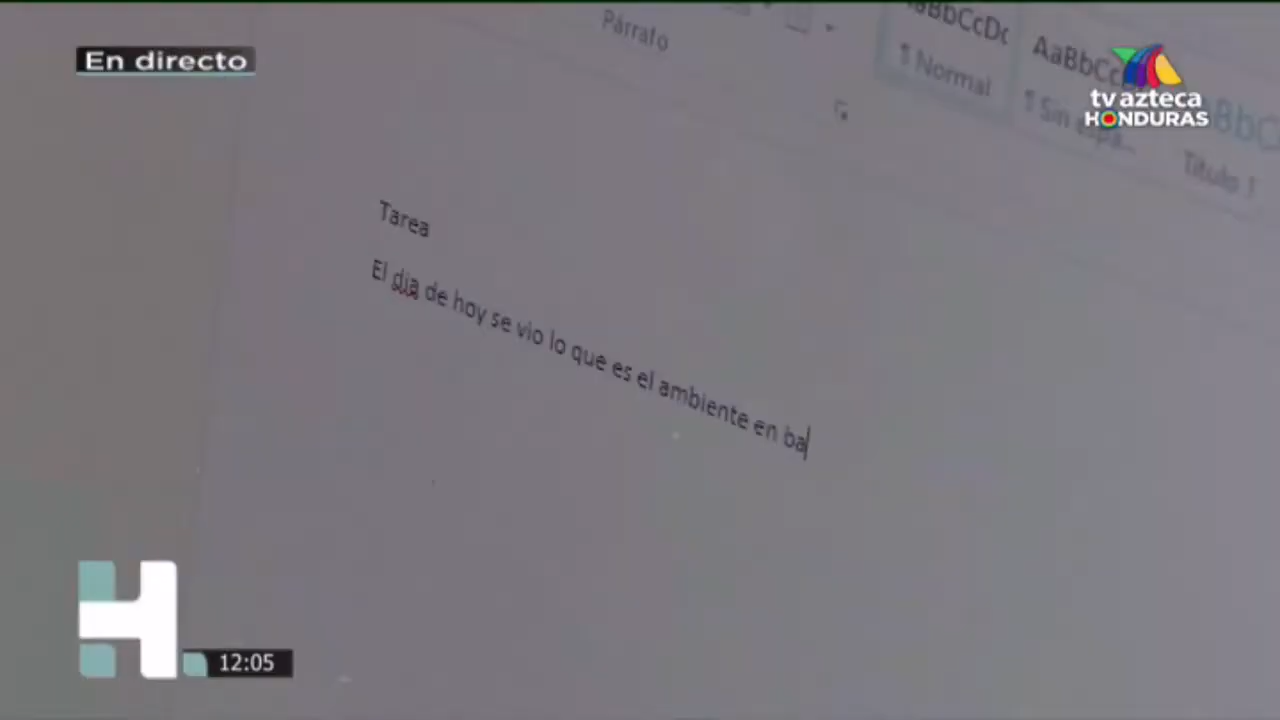 En directo
Párrafo
AaBbCcDc
¶ Normal
AaBbCc
¶ Sin espa...
Título 1
tv azteca
HONDURAS
Tarea
El dia de hoy se vio lo que es el ambiente en ba
H
12:05